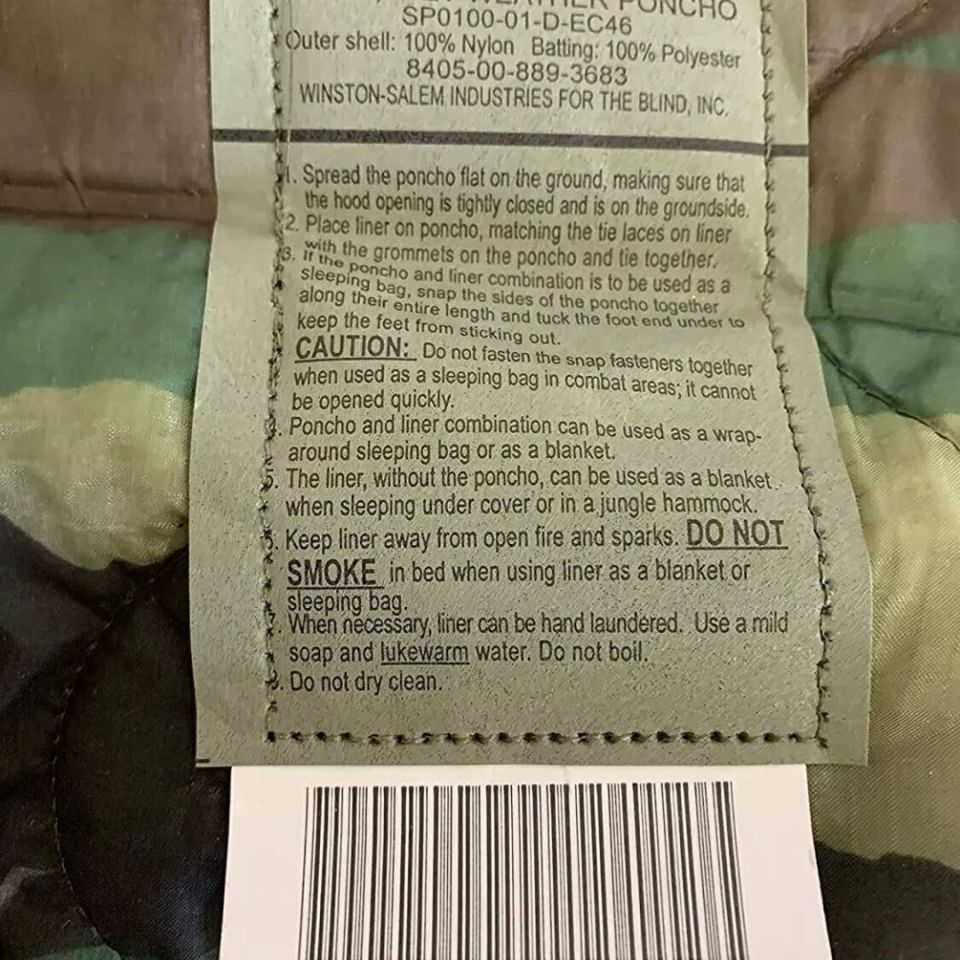 WEATHER PONCHO
SP0100-01-D-EC46
Outer shell: 100% Nylon Batting: 100% Polyester
8405-00-889-3683
WINSTON-SALEM INDUSTRIES FOR THE BLIND, INC.
1. Spread the poncho flat on the ground, making sure that
the hood opening is tightly closed and is on the groundside.
2. Place liner on poncho, matching the tie laces on liner
with the grommets on the poncho and tie together.
3. If the poncho and liner combination is to be used as a
sleeping bag, snap the sides of the poncho together
along their entire length and tuck the foot end under to
keep the feet from sticking out.
CAUTION: Do not fasten the snap fasteners together
when used as a sleeping bag in combat areas; it cannot
be opened quickly.
4. Poncho and liner combination can be used as a wrap-
around sleeping bag or as a blanket.
5. The liner, without the poncho, can be used as a blanket
when sleeping under cover or in a jungle hammock.
6. Keep liner away from open fire and sparks. DO NOT
SMOKE in bed when using liner as a blanket or
sleeping bag.
7. When necessary, liner can be hand laundered. Use a mild
soap and lukewarm water. Do not boil.
8. Do not dry clean.